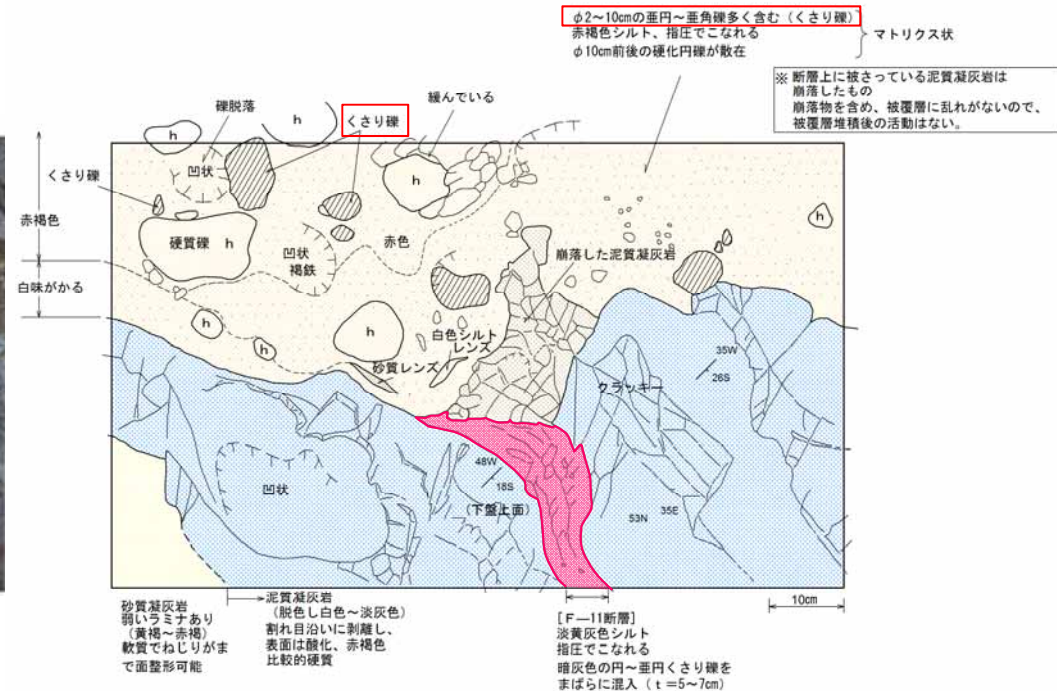 φ2～10cmの亜円～亜角礫多く含む（くさり礫）
赤褐色シルト、指圧でこなれる
φ10cm前後の硬化円礫が散在
マトリクス状
※ 断層上に被さっている泥質凝灰岩は
崩落したもの
崩落物を含め、被覆層に乱れがないので、
被覆層堆積後の活動はない。
礫脱落
h
h
くさり礫
緩んでいる
くさり礫
凹状
h
赤褐色
硬質礫 h
凹状
褐鉄
赤色
h
崩落した泥質凝灰岩
白味がかる
h
h
h
白色シルト
レンズ
砂質レンズ
35W
26S
クラッキー
48W
18S
(下盤上面)
凹状
53N
35E
砂質凝灰岩
弱いラミナあり
(黄褐～赤褐)
軟質でねじりがま
で面整形可能
泥質凝灰岩
(脱色し白色～淡灰色)
割れ目沿いに剥離し、
表面は酸化、赤褐色
比較的硬質
[F―11断層]
淡黄灰色シルト
指圧でこなれる
暗灰色の円～亜円くさり礫を
まばらに混入（ｔ＝5～7cm）
10cm